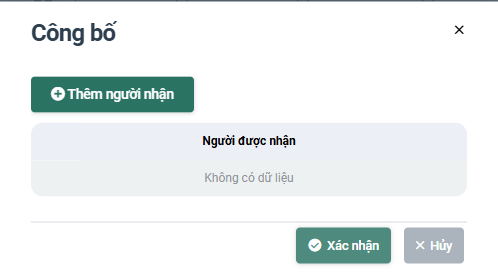 Công bố
Thêm người nhận
Người được nhận
Không có dữ liệu
Xác nhận
Hủy